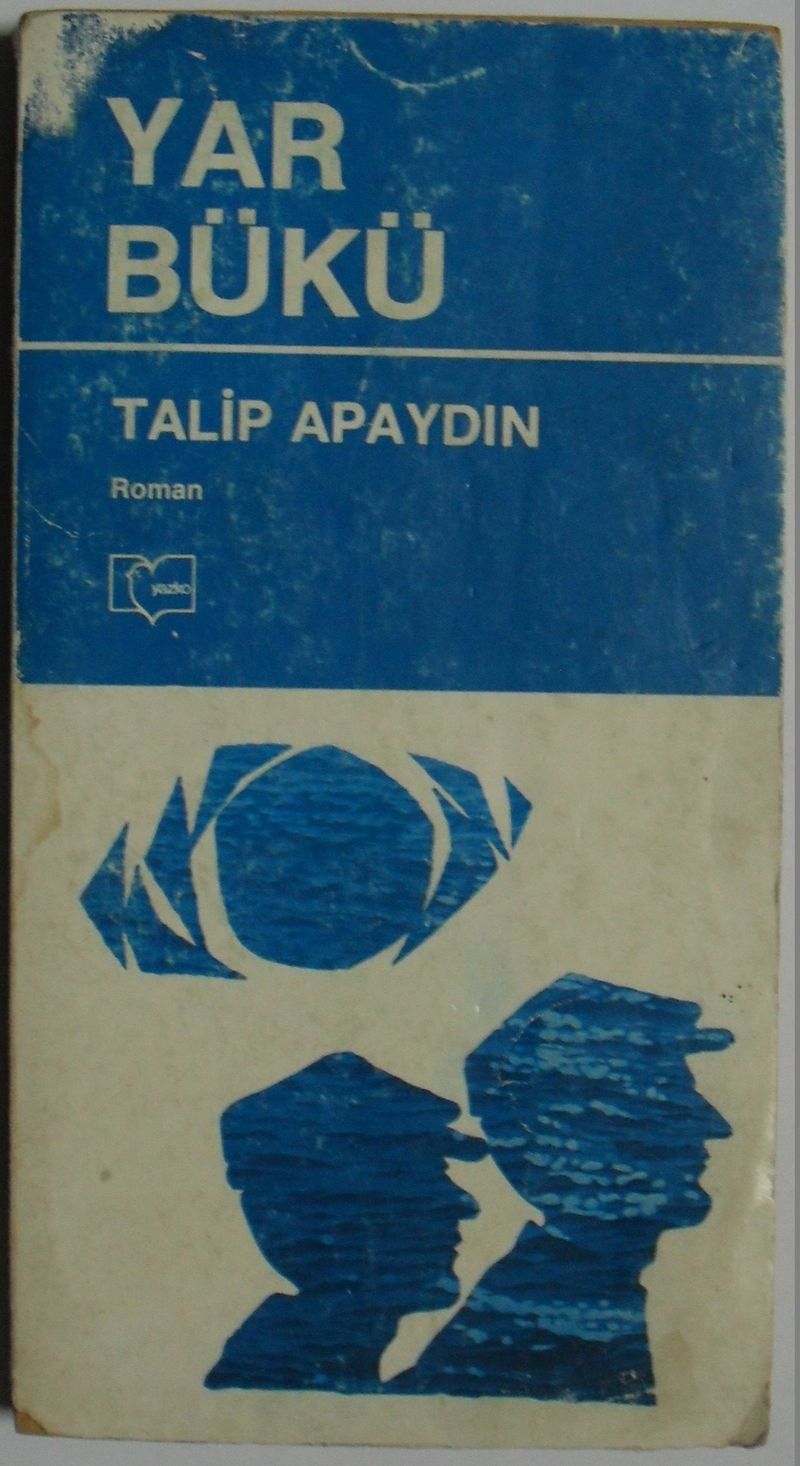 YAR
BÜKÜ
TALİP APAYDIN
Roman
yazko